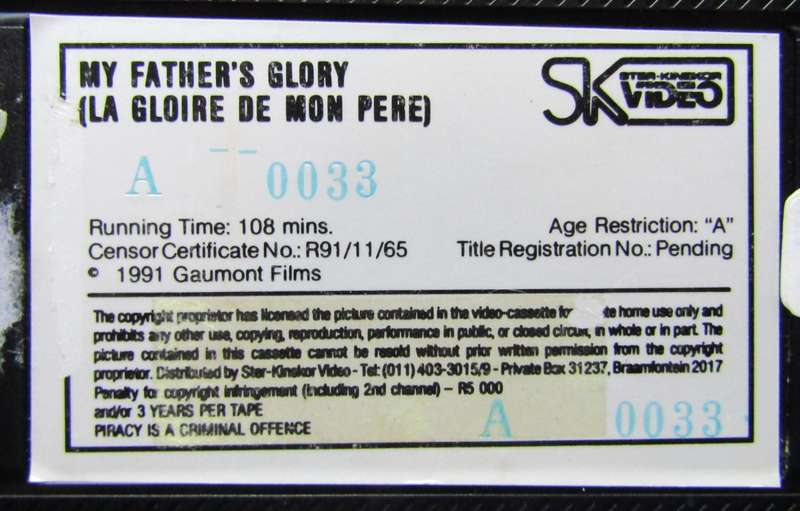 MY FATHER'S GLORY
(LA GLOIRE DE MON PERE)
SK STER-KINEKOR VIDEO
A 0033
Running Time: 108 mins.
Age Restriction: "A"
Censor Certificate No.: R91/11/65
Title Registration No.: Pending
© 1991 Gaumont Films
The copyright proprietor has licensed the picture contained in the video-cassette te home use only and
prohibits any other use, copying, reproduction, performance in public, or closed circuit, in whole or in part. The
picture contained in this cassette cannot be resold without prior written permission from the copyright
proprietor. Distributed by Ster-Kinekor Video - Tel: (011) 403-3015/9 - Private Box 31237, Braamfontein 2017
Penalty for copyright infringement (including 2nd channel) – R5 000
and/or 3 YEARS PER TAPE
PIRACY IS A CRIMINAL OFFENCE
A 0033